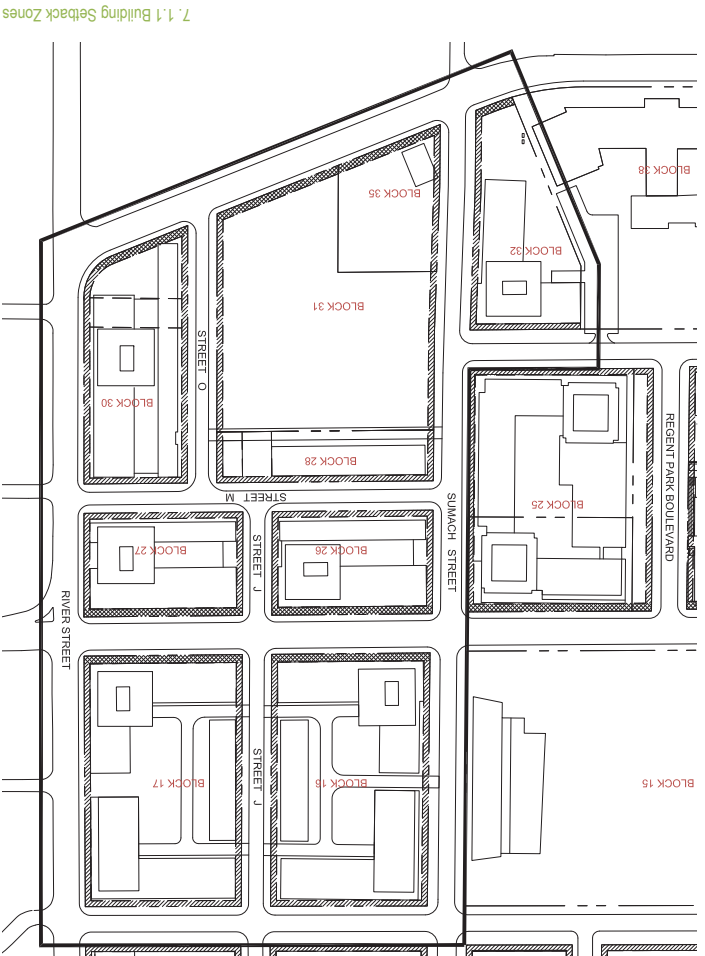 7. 1.1.1 Building Setback Zones
BLOCK 38
BLOCK 35
BLOCK 32
BLOCK 31
STREET O
BLOCK 30
BLOCK 28
STREET M
SUMACH STREET
BLOCK 25
REGENT PARK BOULEVARD
BLOCK 27
STREET J
BLOCK 26
RIVER STREET
BLOCK 17
STREET J
BLOCK 16
BLOCK 15